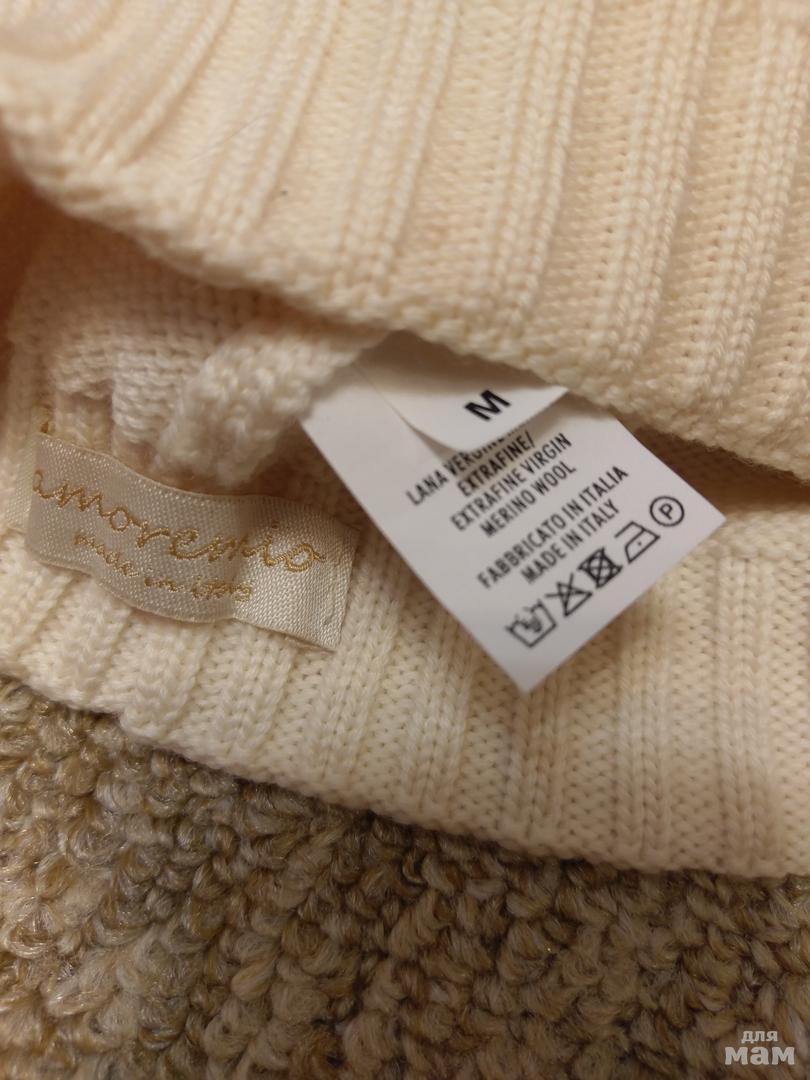 M
LANA VERGINE
EXTRAFINE/
EXTRAFINE VIRGIN
MERINO WOOL
FABBRICATO IN ITALIA
MADE IN ITALY
P
amoremio
made in italy
для
мам